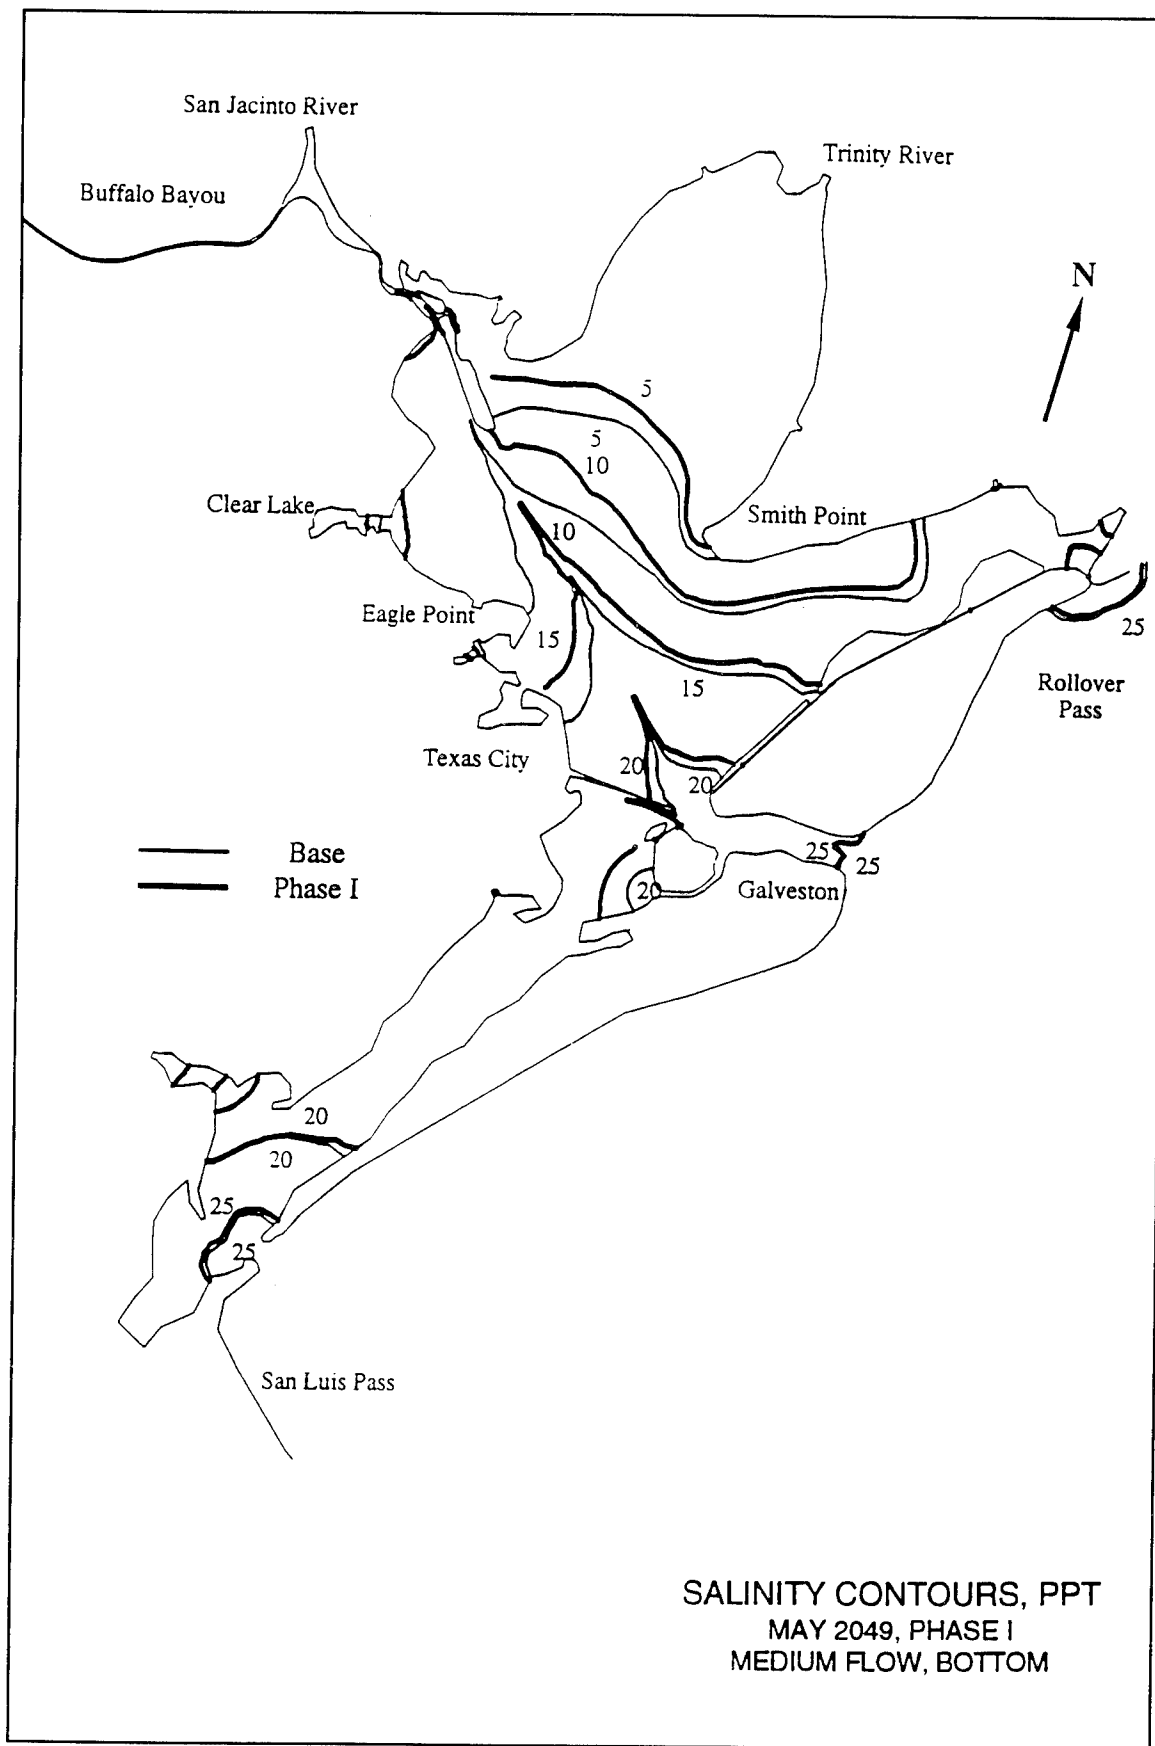 San Jacinto River
Trinity River
Buffalo Bayou
N
5
5
10
Clear Lake
Smith Point
10
Eagle Point
15
25
15
Rollover
Pass
Texas City
20
20
Base
25
25
Phase I
20
Galveston
20
20
25
25
San Luis Pass
SALINITY CONTOURS, PPT
MAY 2049, PHASE I
MEDIUM FLOW, BOTTOM